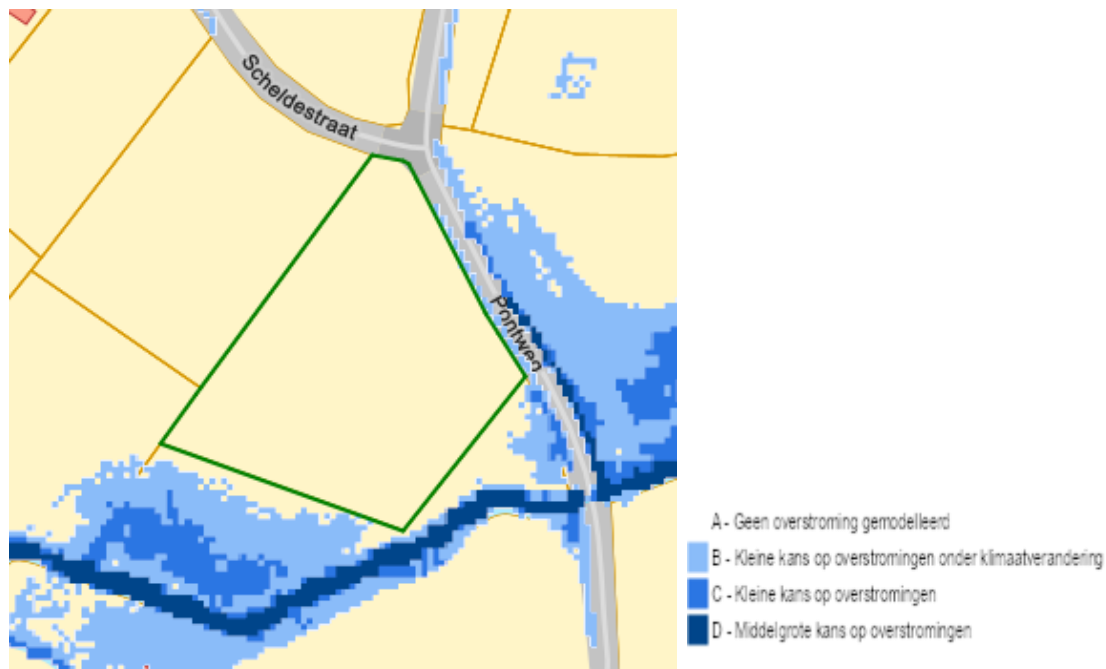 Scheldestraat
Pontweg
A - Geen overstroming gemodelleerd
B - Kleine kans op overstromingen onder klimaatverandering
C - Kleine kans op overstromingen
D - Middelgrote kans op overstromingen